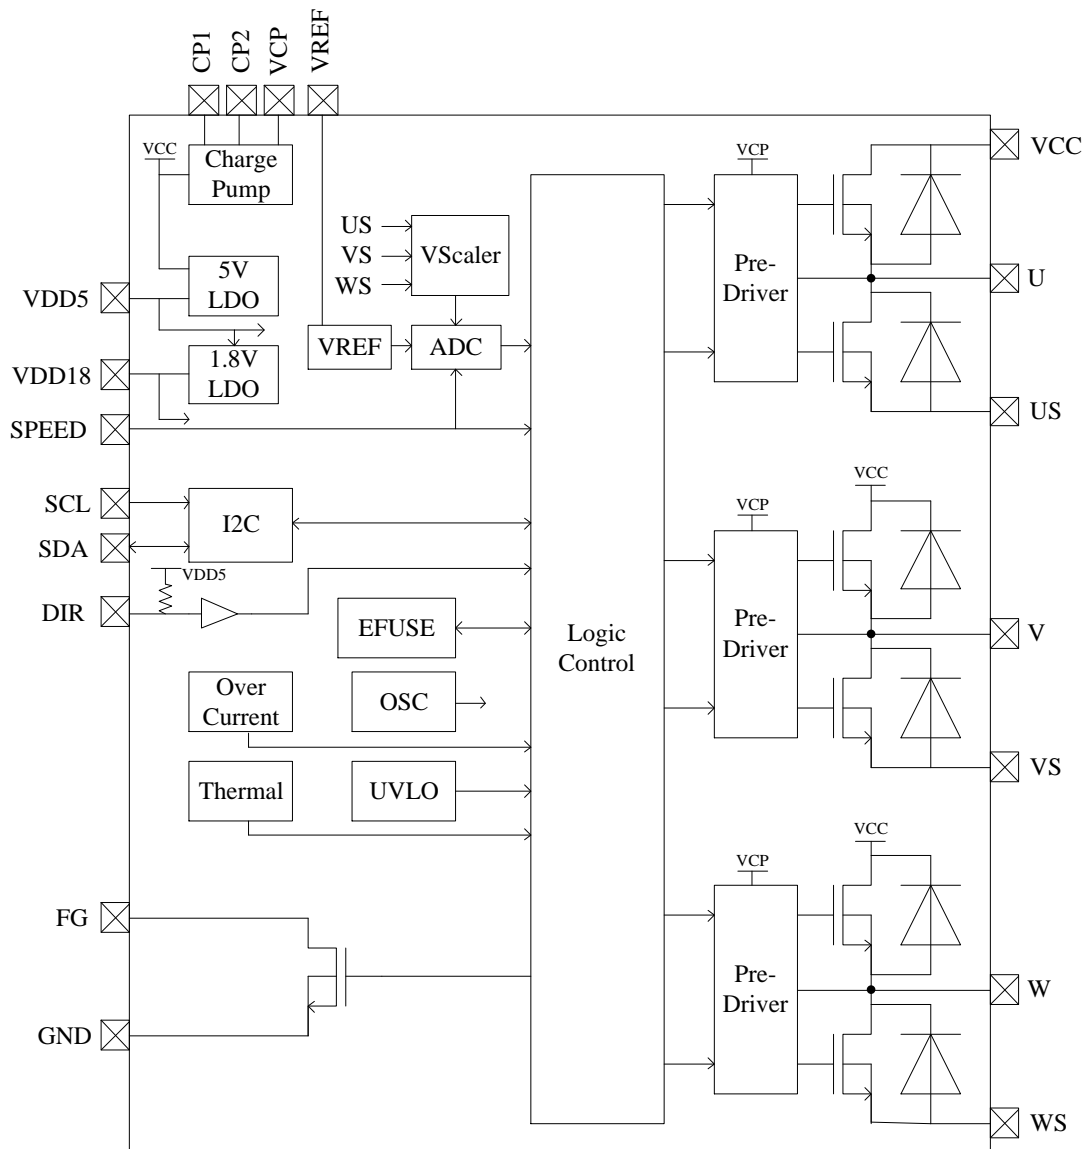 CP1
CP2
VCP
VREF
VCC
VCC
Charge
Pump
VCP
US
VS
WS
VScaler
5V
LDO
Pre-
Driver
U
VDD5
VREF
ADC
1.8V
LDO
VDD18
US
SPEED
SCL
I2C
SDA
VDD5
DIR
VCC
VCP
EFUSE
Logic
Control
Pre-
Driver
V
Over
Current
OSC
VS
Thermal
UVLO
VCC
VCP
FG
Pre-
Driver
W
GND
WS